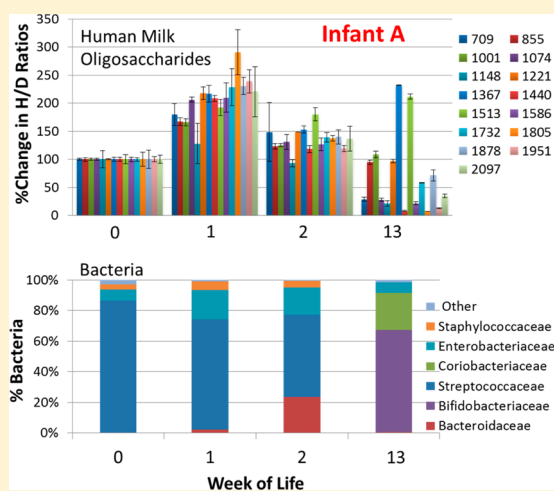 Human Milk
Oligosaccharides
Infant A
%Change in H/D Ratios
350
300
250
200
150
100
50
0
0 1 2 13
709 855
1001 1074
1148 1221
1367 1440
1513 1586
1732 1805
1878 1951
2097
Bacteria
% Bacteria
100%
80%
60%
40%
20%
0%
0 1 2 13
Week of Life
Other
Staphylococcaceae
Enterobacteriaceae
Coriobacteriaceae
Streptococcaceae
Bifidobacteriaceae
Bacteroidaceae